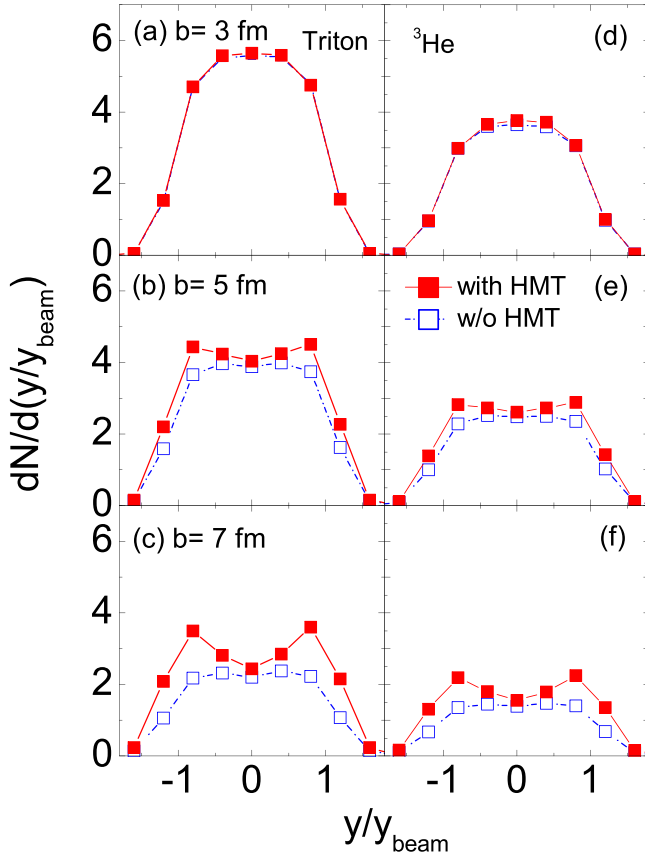 (a) b= 3 fm Triton
³He (d)
6
4
2
0
(b) b= 5 fm
with HMT (e)
w/o HMT
6
4
2
0
(c) b= 7 fm
(f)
6
4
2
0
dN/d(y/y_beam)
-1 0 1
-1 0 1
y/y_beam
y/y_beam